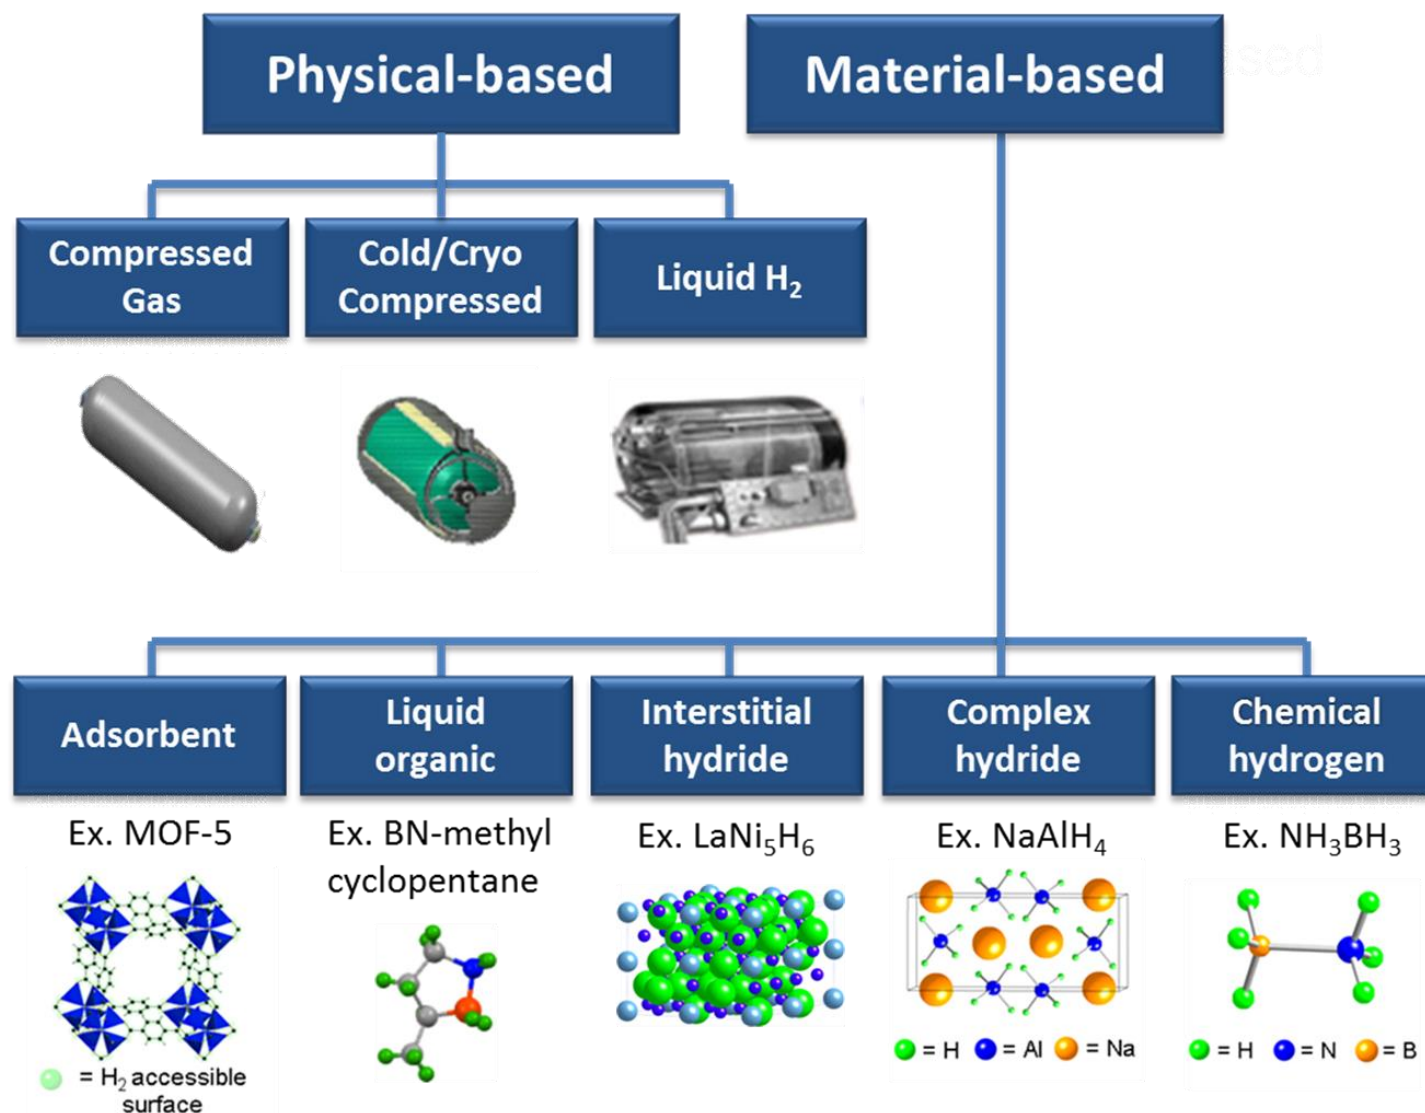 Physical-based
Material-based
ased
Compressed
Gas
Cold/Cryo
Compressed
Liquid H₂
Adsorbent
Liquid
organic
Interstitial
hydride
Complex
hydride
Chemical
hydrogen
Ex. MOF-5
= H₂ accessible
surface
Ex. BN-methyl
cyclopentane
Ex. LaNi₅H₆
Ex. NaAlH₄
= H = Al = Na
Ex. NH₃BH₃
= H = N = B